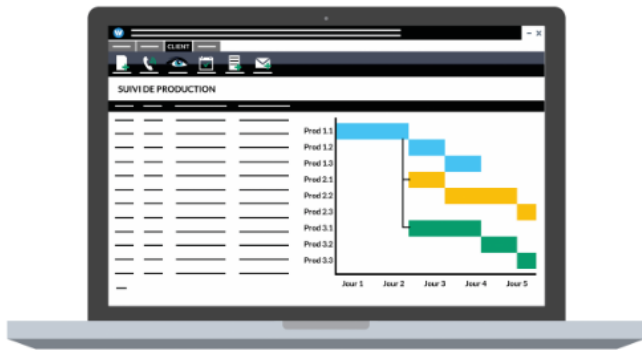 CLIENT
SUIVI DE PRODUCTION
Prod 1.1
Prod 1.2
Prod 1.3
Prod 2.1
Prod 2.2
Prod 2.3
Prod 3.1
Prod 3.2
Prod 3.3
Jour 1 Jour 2 Jour 3 Jour 4 Jour 5